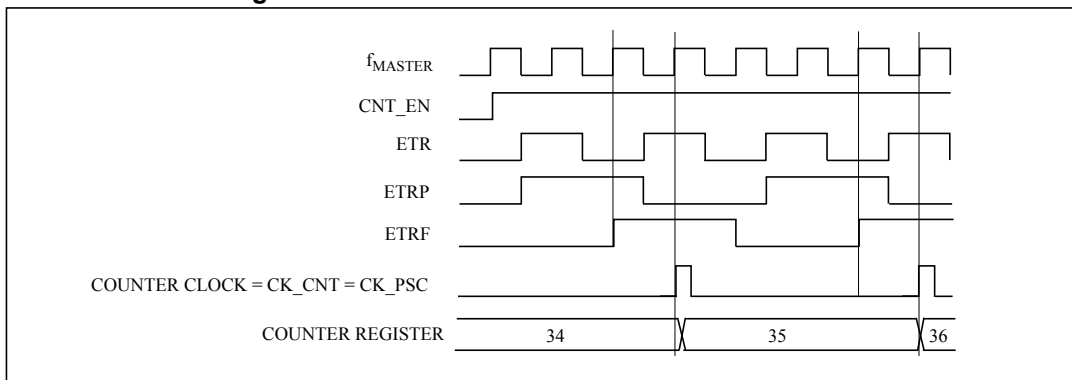 fMASTER
CNT_EN
ETR
ETRP
ETRF
COUNTER CLOCK = CK_CNT = CK_PSC
COUNTER REGISTER 34 35 36